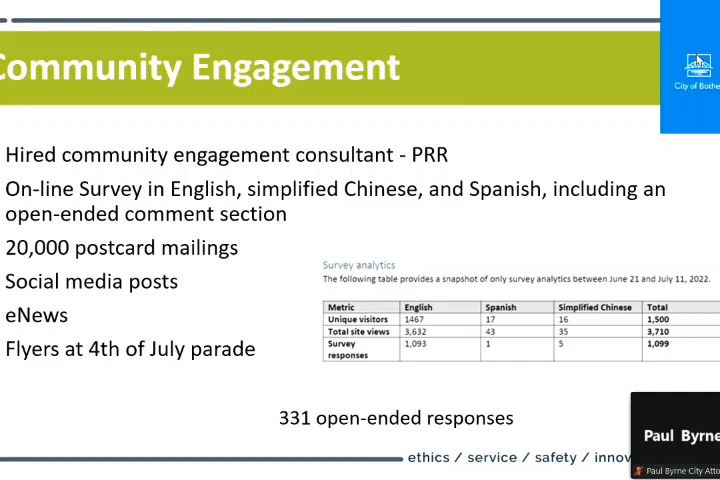 Community Engagement
City of Bothe
Hired community engagement consultant - PRR
On-line Survey in English, simplified Chinese, and Spanish, including an
open-ended comment section
20,000 postcard mailings
Social media posts
eNews
Flyers at 4th of July parade
Survey analytics
The following table provides a snapshot of only survey analytics between June 21 and July 11, 2022.
Metric English Spanish Simplified Chinese Total
Unique visitors 1467 17 16 1,500
Total site views 3,632 43 35 3,710
Survey responses 1,093 1 5 1,099
331 open-ended responses
ethics / service / safety / innov
Paul Byrne
Paul Byrne City Atto